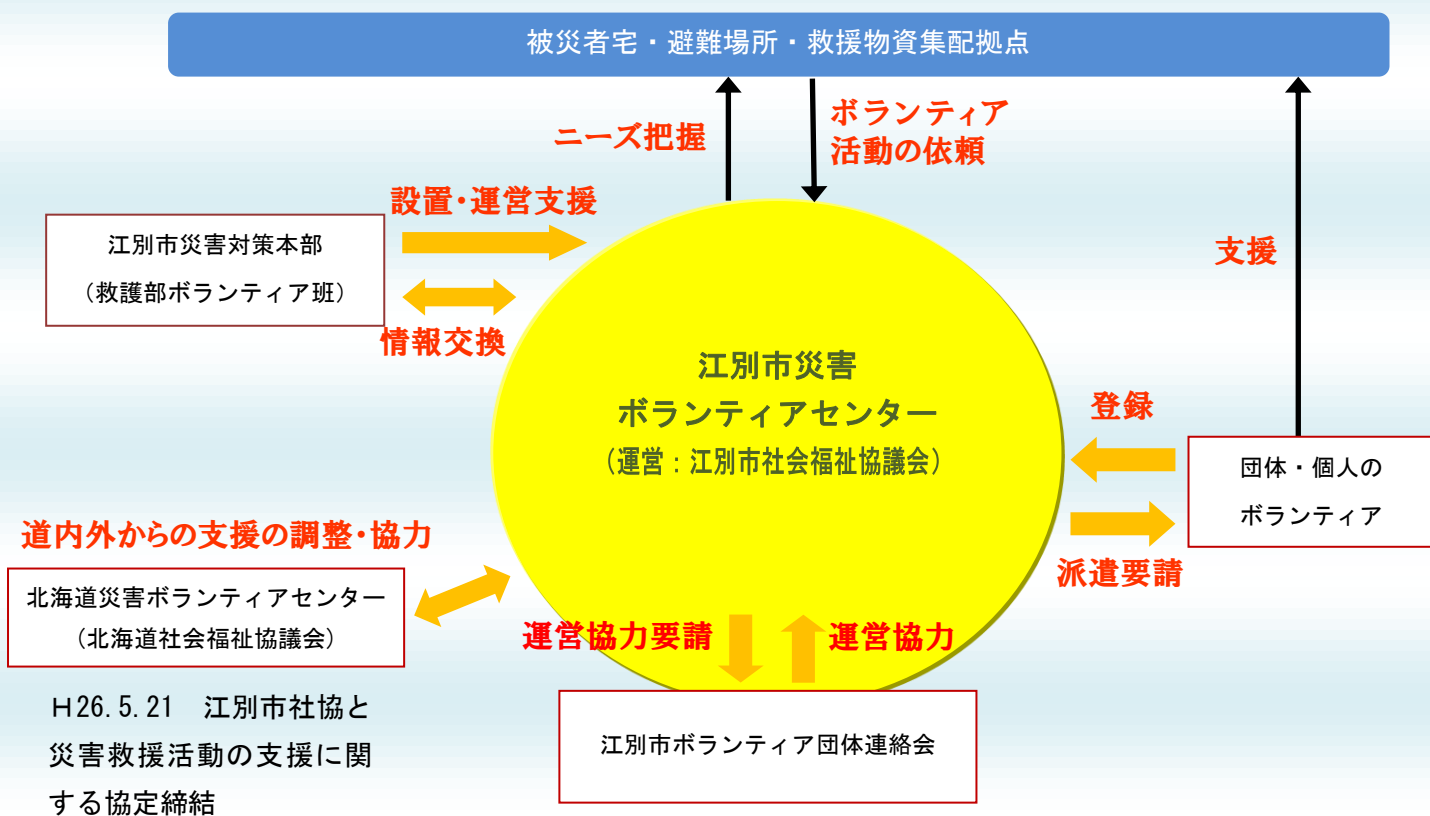 被災者宅・避難場所・救援物資集配拠点
ニーズ把握
ボランティア
活動の依頼
設置・運営支援
江別市災害対策本部
（救護部ボランティア班）
情報交換
支援
江別市災害
ボランティアセンター
（運営：江別市社会福祉協議会）
登録
団体・個人の
ボランティア
派遣要請
道内外からの支援の調整・協力
北海道災害ボランティアセンター
（北海道社会福祉協議会）
運営協力要請
運営協力
江別市ボランティア団体連絡会
Ｈ26.5.21　江別市社協と
災害救援活動の支援に関
する協定締結